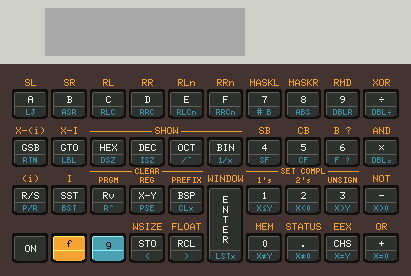 SL SR RL RR RLn RRn MASKL MASKR RMD XOR
A B C D E F 7 8 9 ÷
LJ ASR RLC RRC RLCn RRCn # B ABS DBLR DBL÷
X-(i) X-I SHOW SB CB B ? AND
GSB GTO HEX DEC OCT BIN 4 5 6 ×
RTN LBL DSZ ISZ √‾ 1/x SF CF F ? DBLx
CLEAR SET COMPL
(i) I PRGM REG PREFIX WINDOW 1's 2's UNSIGN NOT
R/S SST Rv X-Y BSP ENTER 1 2 3 -
P/R BST R^ PSE CLx X≤Y X<0 X>Y X>0
WSIZE FLOAT MEM STATUS EEX OR
ON f g STO RCL 0 . CHS +
< > LSTx X≠Y X≠0 X=Y X=0